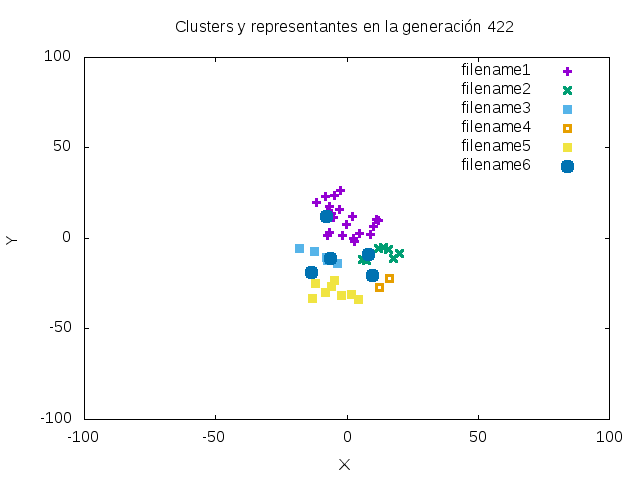 Clusters y representantes en la generación 422
100
50
0
-50
-100
-100 -50 0 50 100
Y
X
filename1
filename2
filename3
filename4
filename5
filename6